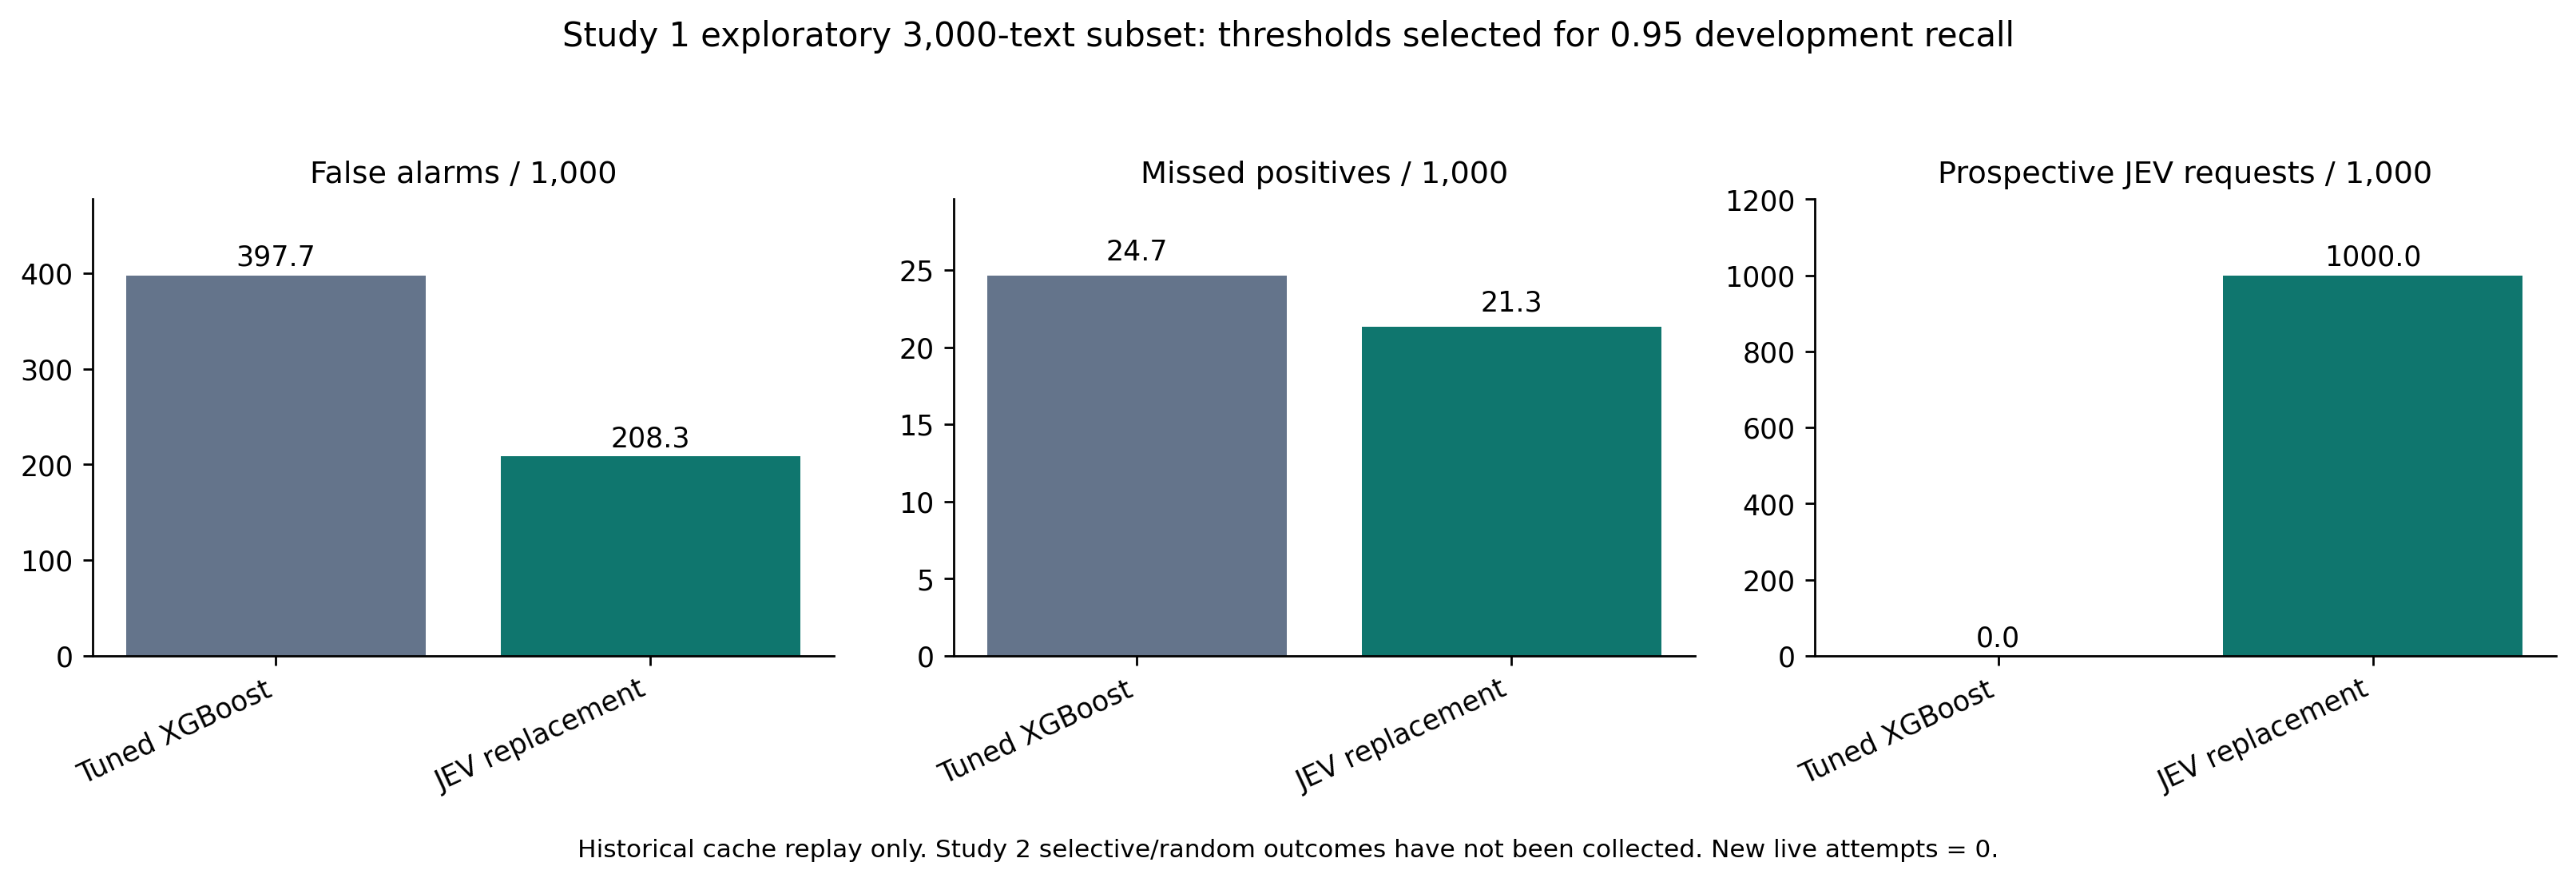 Study 1 exploratory 3,000-text subset: thresholds selected for 0.95 development recall
False alarms / 1,000
400
300
200
100
0
397.7
208.3
Tuned XGBoost
JEV replacement
Missed positives / 1,000
25
20
15
10
5
0
24.7
21.3
Tuned XGBoost
JEV replacement
Prospective JEV requests / 1,000
1200
1000
800
600
400
200
0
0.0
1000.0
Tuned XGBoost
JEV replacement
Historical cache replay only. Study 2 selective/random outcomes have not been collected. New live attempts = 0.